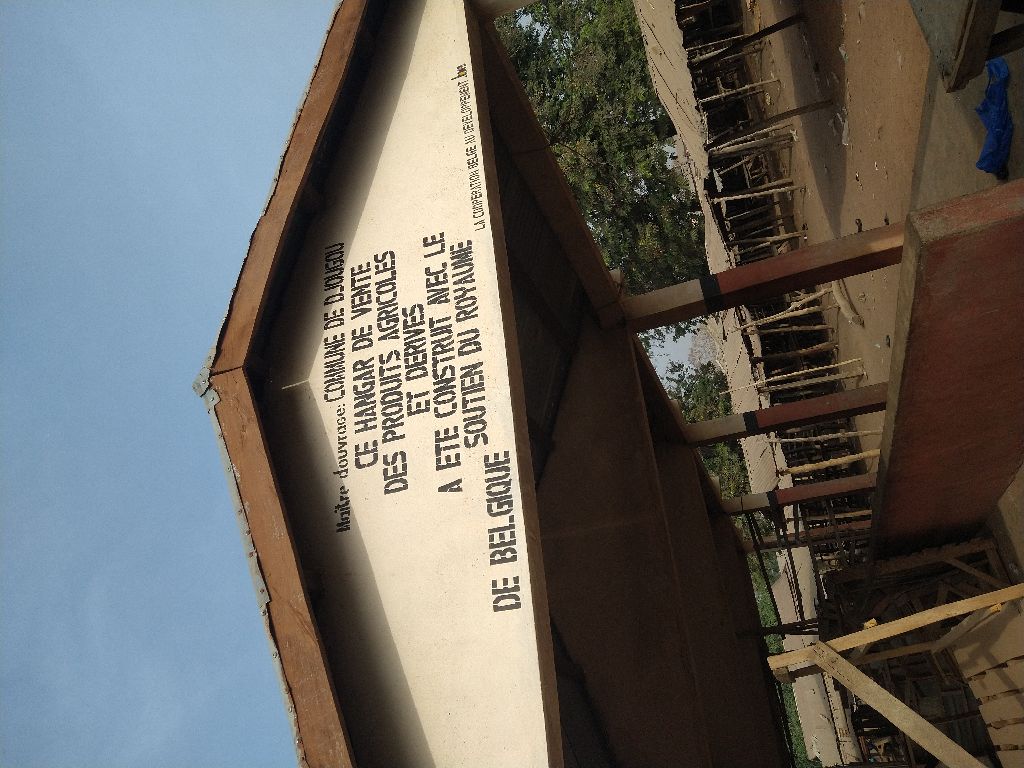 Maître douvrage: COMMUNE DE DJOUGOU
CE HANGAR DE VENTE
DES PRODUITS AGRICOLES
ET DERIVES
A ETE CONSTRUIT AVEC LE
SOUTIEN DU ROYAUME
DE BELGIQUE
LA COOPERATION BELGE AU DEVELOPPEMENT